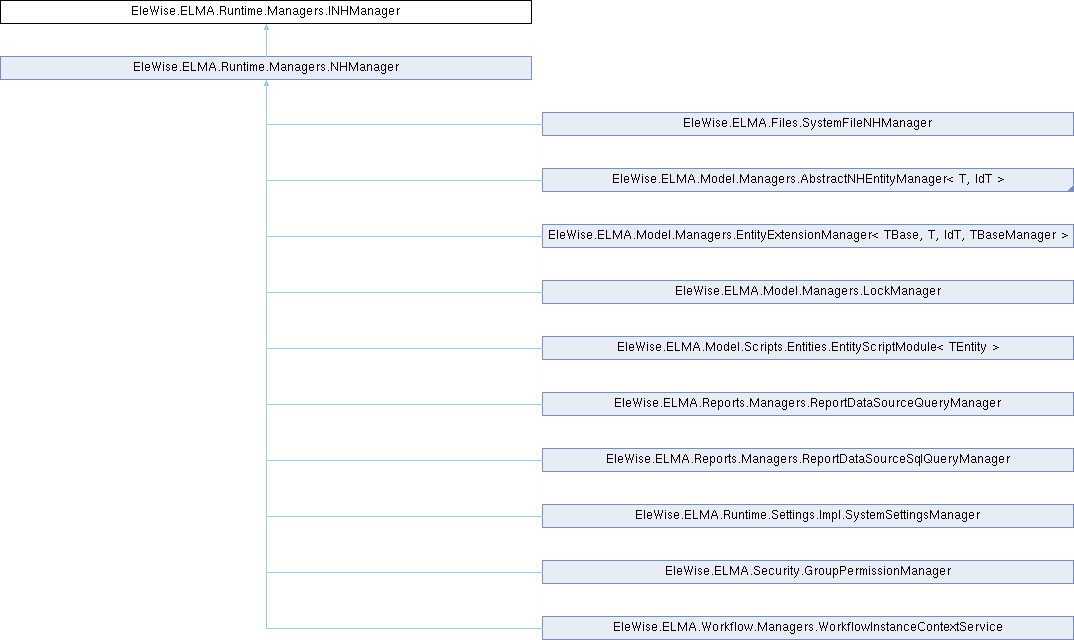 EleWise.ELMA.Runtime.Managers.INHManager
EleWise.ELMA.Runtime.Managers.NHManager
EleWise.ELMA.Files.SystemFileNHManager
EleWise.ELMA.Model.Managers.AbstractNHEntityManager< T, IdT >
EleWise.ELMA.Model.Managers.EntityExtensionManager< TBase, T, IdT, TBaseManager >
EleWise.ELMA.Model.Managers.LockManager
EleWise.ELMA.Model.Scripts.Entities.EntityScriptModule< TEntity >
EleWise.ELMA.Reports.Managers.ReportDataSourceQueryManager
EleWise.ELMA.Reports.Managers.ReportDataSourceSqlQueryManager
EleWise.ELMA.Runtime.Settings.Impl.SystemSettingsManager
EleWise.ELMA.Security.GroupPermissionManager
EleWise.ELMA.Workflow.Managers.WorkflowInstanceContextService